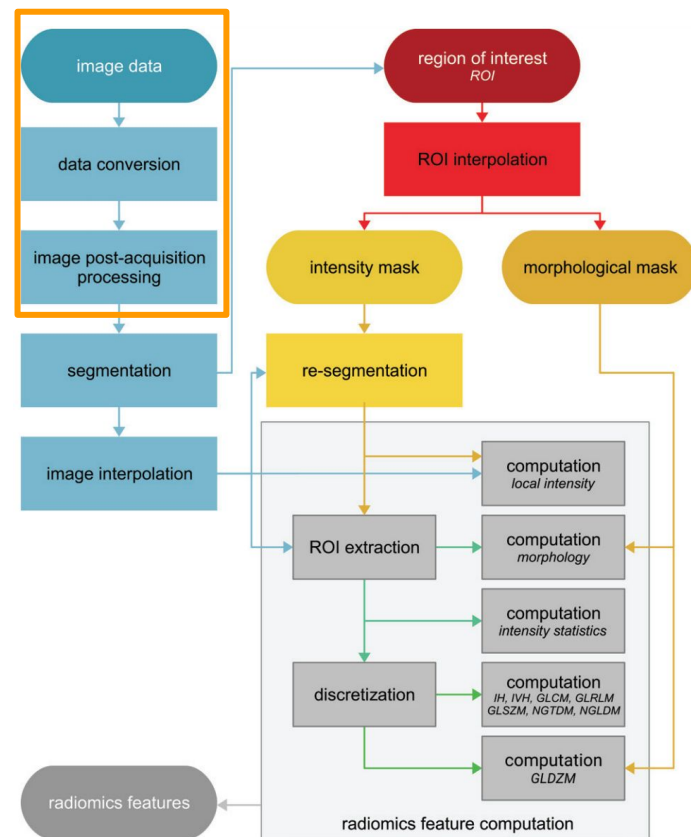 image data
region of interest
ROI
data conversion
ROI interpolation
image post-acquisition
processing
intensity mask
morphological mask
segmentation
re-segmentation
image interpolation
computation
local intensity
ROI extraction
computation
morphology
computation
intensity statistics
discretization
computation
IH, IVH, GLCM, GLRLM
GLSZM, NGTDM, NGLDM
computation
GLDZM
radiomics features
radiomics feature computation